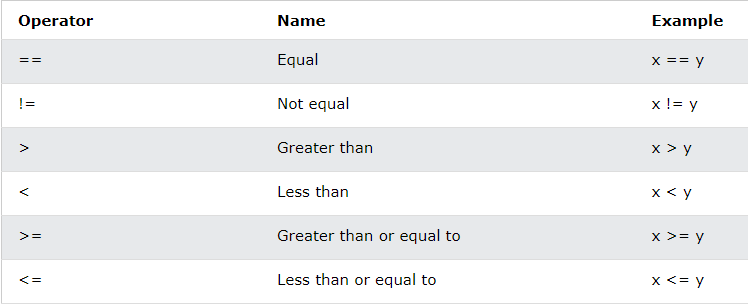 Operator Name Example
== Equal x == y
!= Not equal x != y
> Greater than x > y
< Less than x < y
>= Greater than or equal to x >= y
<= Less than or equal to x <= y